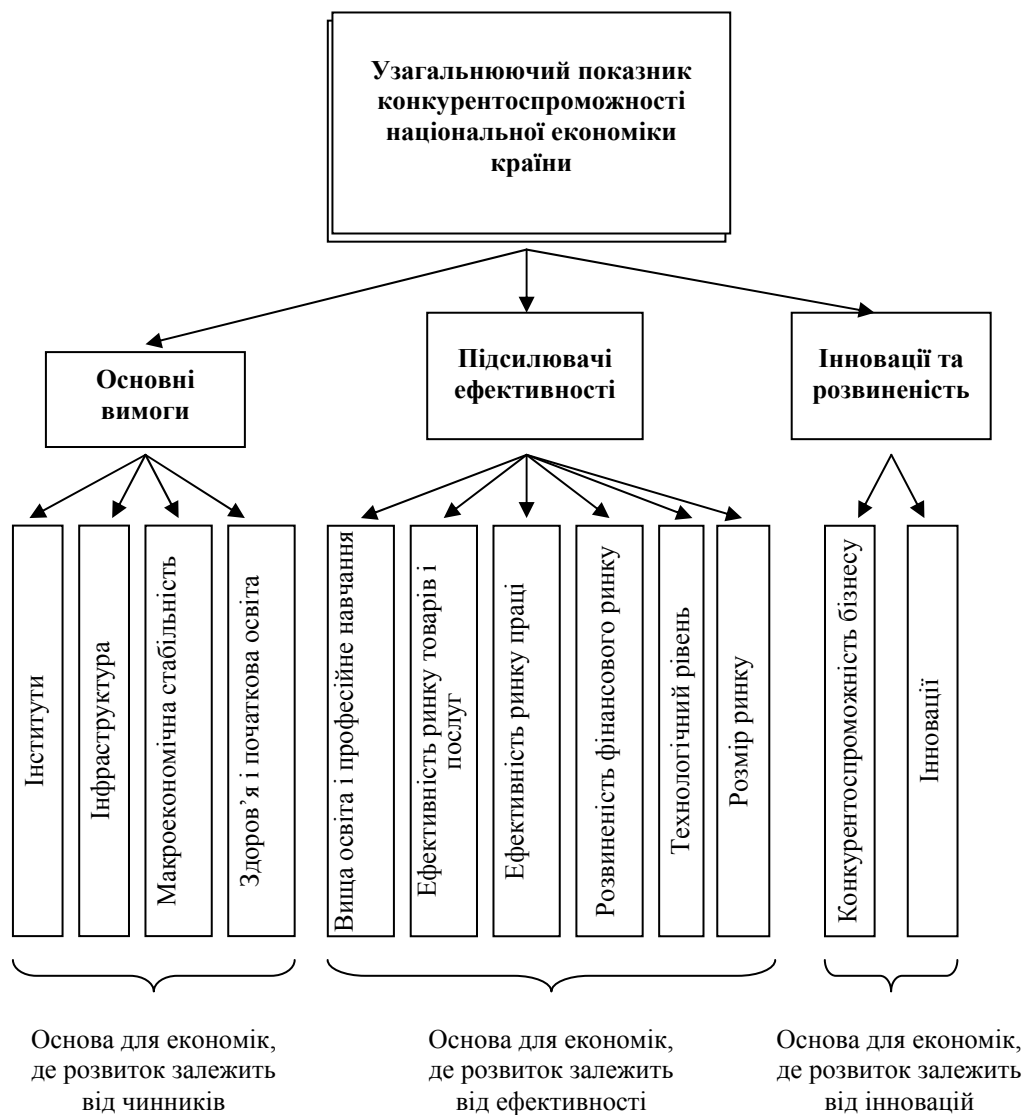 Узагальнюючий показник
конкурентоспроможності
національної економіки
країни
Основні
вимоги
Підсилювачі
ефективності
Інновації та
розвиненість
Інститути
Інфраструктура
Макроекономічна стабільність
Здоров’я і початкова освіта
Вища освіта і професійне навчання
Ефективність ринку товарів і
послуг
Ефективність ринку праці
Розвиненість фінансового ринку
Технологічний рівень
Розмір ринку
Конкурентоспроможність бізнесу
Інновації
Основа для економік,
де розвиток залежить
від чинників
Основа для економік,
де розвиток залежить
від ефективності
Основа для економік,
де розвиток залежить
від інновацій